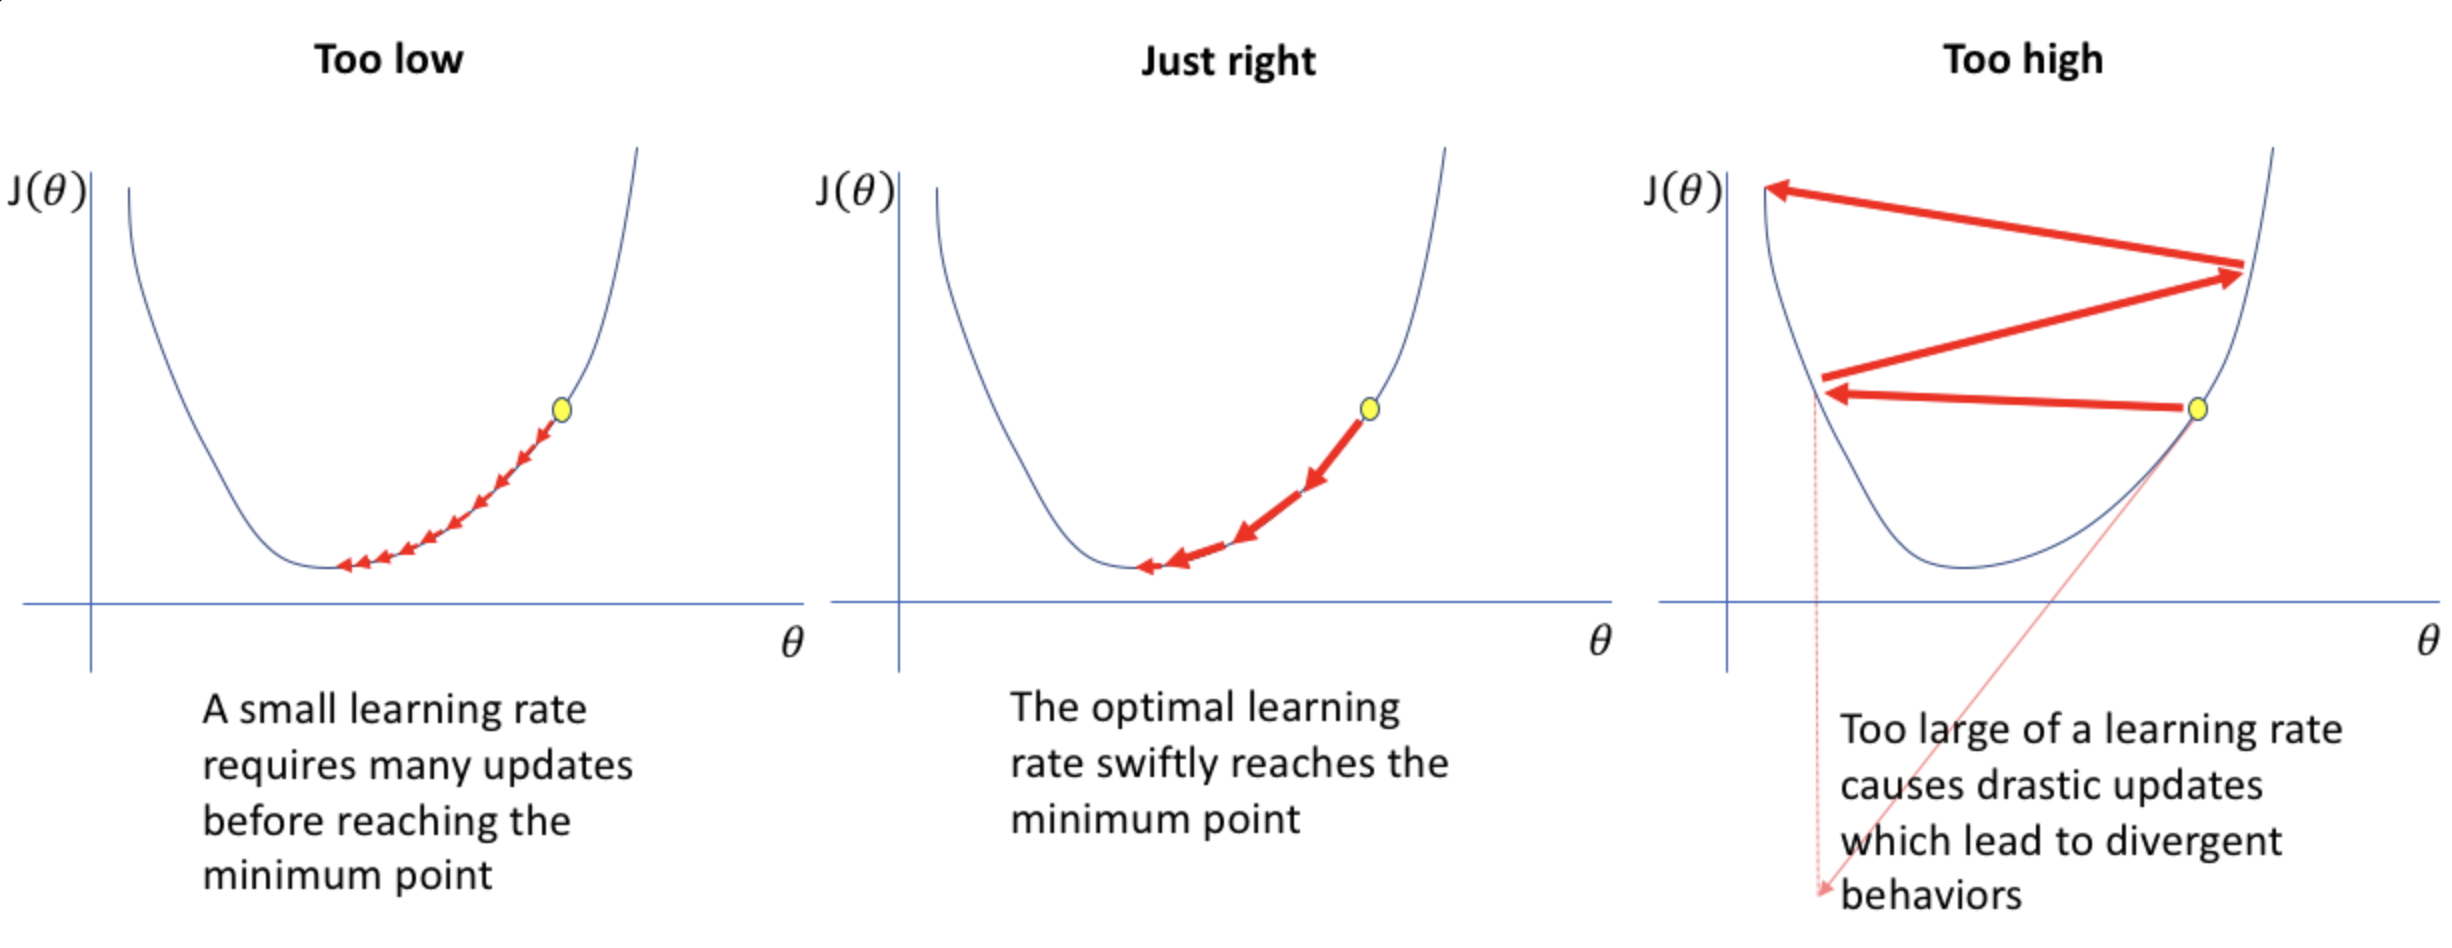 Too low
J(θ)
θ
A small learning rate
requires many updates
before reaching the
minimum point
Just right
J(θ)
θ
The optimal learning
rate swiftly reaches the
minimum point
Too high
J(θ)
θ
Too large of a learning rate
causes drastic updates
which lead to divergent
behaviors